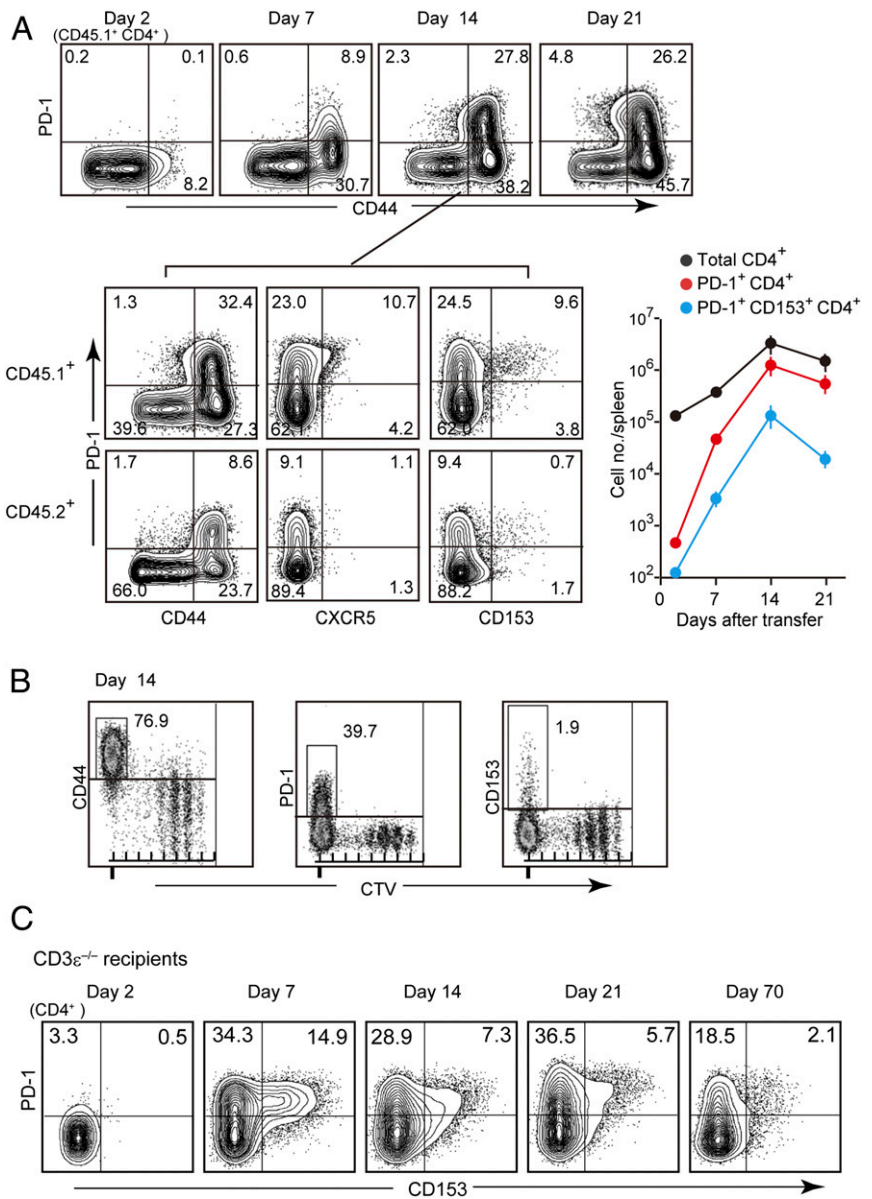 A
Day 2 Day 7 Day 14 Day 21
(CD45.1⁺ CD4⁺ )
0.2 0.1 0.6 8.9 2.3 27.8 4.8 26.2
PD-1
8.2 30.7 38.2 45.7
CD44
Total CD4⁺
PD-1⁺ CD4⁺
PD-1⁺ CD153⁺ CD4⁺
1.3 32.4 23.0 10.7 24.5 9.6
CD45.1⁺
39.6 27.3 62.1 4.2 62.0 3.8
PD-1
1.7 8.6 9.1 1.1 9.4 0.7
CD45.2⁺
66.0 23.7 89.4 1.3 88.2 1.7
CD44 CXCR5 CD153
10⁷
10⁶
10⁵
10⁴
10³
10²
Cell no./spleen
0 7 14 21
Days after transfer
B
Day 14
76.9 39.7 1.9
CD44 PD-1 CD153
CTV
C
CD3ε⁻/⁻ recipients
Day 2 Day 7 Day 14 Day 21 Day 70
(CD4⁺ )
3.3 0.5 34.3 14.9 28.9 7.3 36.5 5.7 18.5 2.1
PD-1
CD153